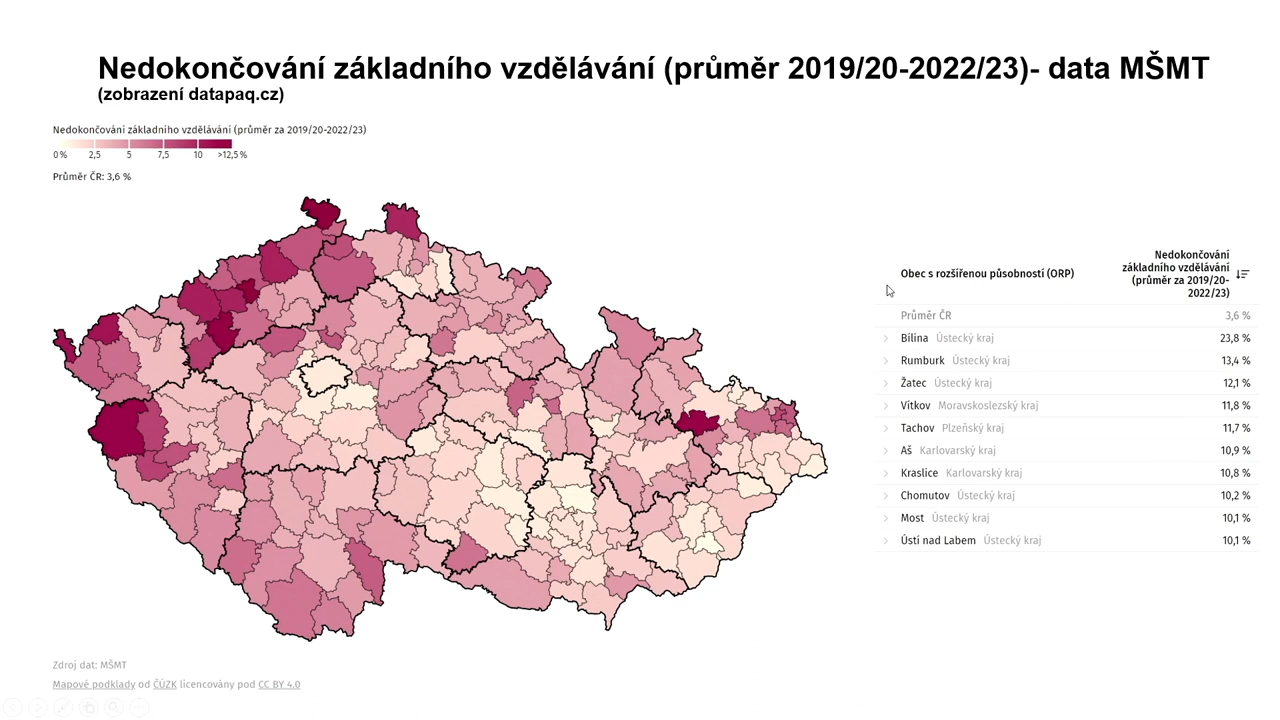 Nedokončování základního vzdělávání (průměr 2019/20-2022/23)- data MŠMT
(zobrazení datapaq.cz)
Nedokončování základního vzdělávání (průměr za 2019/20-2022/23)
0 % 2,5 5 7,5 10 >12,5 %
Průměr ČR: 3,6 %
Obec s rozšířenou působností (ORP)
Nedokončování
základního vzdělávání
(průměr za 2019/20-
2022/23)
Průměr ČR 3,6 %
Bílina Ústecký kraj 23,8 %
Rumburk Ústecký kraj 13,4 %
Žatec Ústecký kraj 12,1 %
Vítkov Moravskoslezský kraj 11,8 %
Tachov Plzeňský kraj 11,7 %
Aš Karlovarský kraj 10,9 %
Kraslice Karlovarský kraj 10,8 %
Chomutov Ústecký kraj 10,2 %
Most Ústecký kraj 10,1 %
Ústí nad Labem Ústecký kraj 10,1 %
Zdroj dat: MŠMT
Mapové podklady od ČÚZK licencovány pod CC BY 4.0